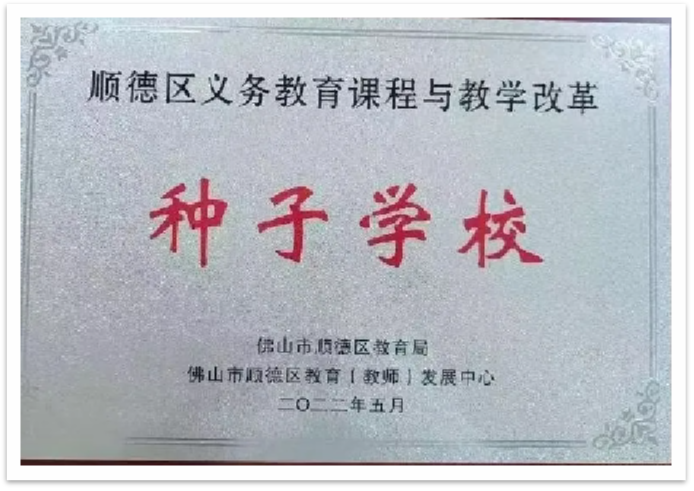 顺德区义务教育课程与教学改革
种子学校
佛山市顺德区教育局
佛山市顺德区教育（教师）发展中心
二〇二二年五月